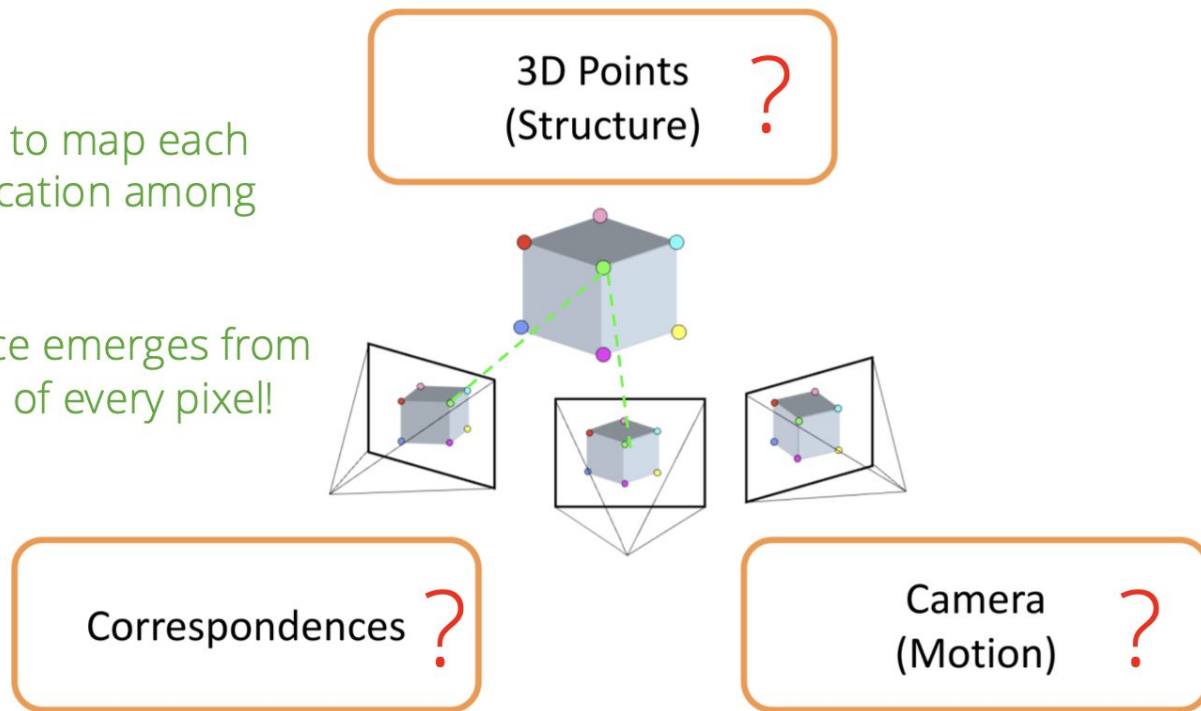 3D Points
(Structure)
?
to map each
cation among
ce emerges from
of every pixel!
Correspondences
?
Camera
(Motion)
?